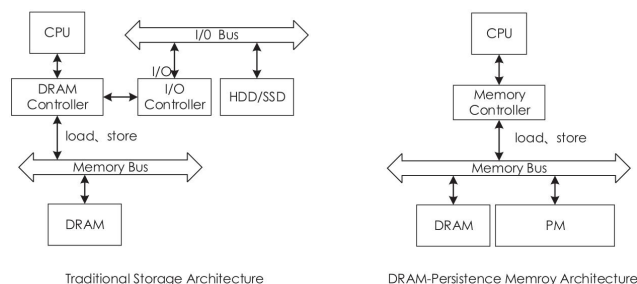 CPU
I/0 Bus
I/O
DRAM
Controller
I/O
Controller
HDD/SSD
load、store
Memory Bus
DRAM
Traditional Storage Architecture
CPU
Memory
Controller
load、store
Memory Bus
DRAM
PM
DRAM-Persistence Memroy Architecture